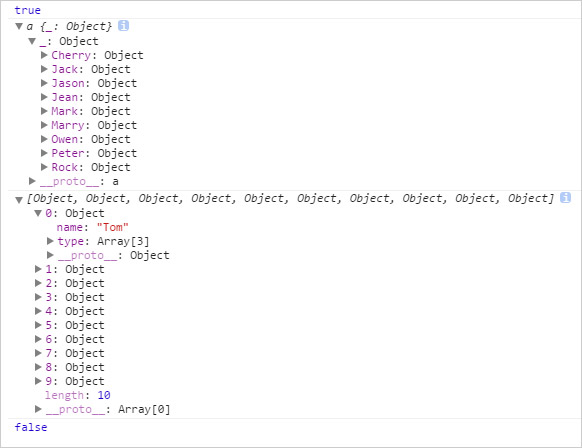 true
a {_: Object} i
_: Object
Cherry: Object
Jack: Object
Jason: Object
Jean: Object
Mark: Object
Marry: Object
Owen: Object
Peter: Object
Rock: Object
__proto__: a
[Object, Object, Object, Object, Object, Object, Object, Object, Object, Object] i
0: Object
name: "Tom"
type: Array[3]
__proto__: Object
1: Object
2: Object
3: Object
4: Object
5: Object
6: Object
7: Object
8: Object
9: Object
length: 10
__proto__: Array[0]
false